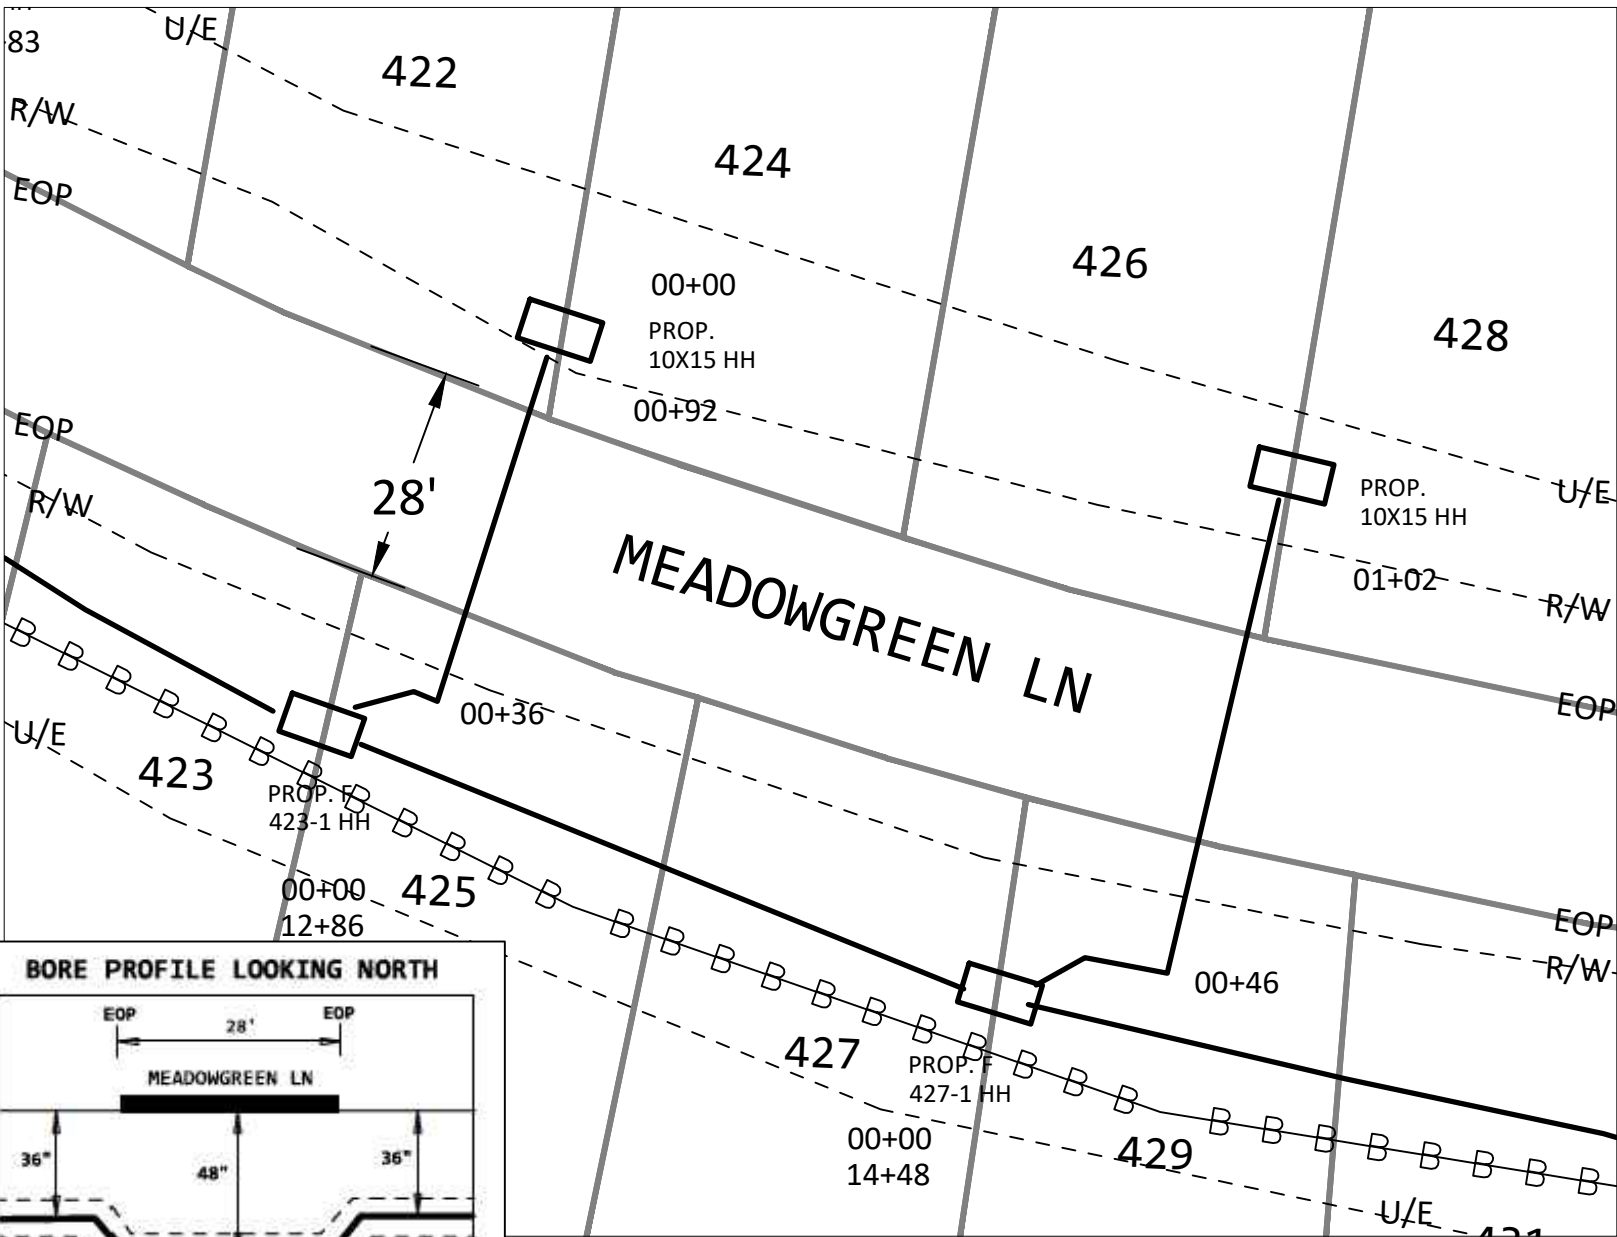 83
U/E
R/W
EOP
422
424
426
428
00+00
PROP.
10X15 HH
00+92
EOP
R/W
28'
MEADOWGREEN LN
PROP.
10X15 HH
U/E
01+02
R/W
EOP
00+36
U/E
423
PROP. F
423-1 HH
00+00
12+86
425
EOP
R/W
00+46
427
PROP. F
427-1 HH
00+00
14+48
429
U/E
B B B B B B B B B B B B B B B B B B B B B B B B B B B B B B B B
BORE PROFILE LOOKING NORTH
EOP
28'
EOP
MEADOWGREEN LN
36"
48"
36"